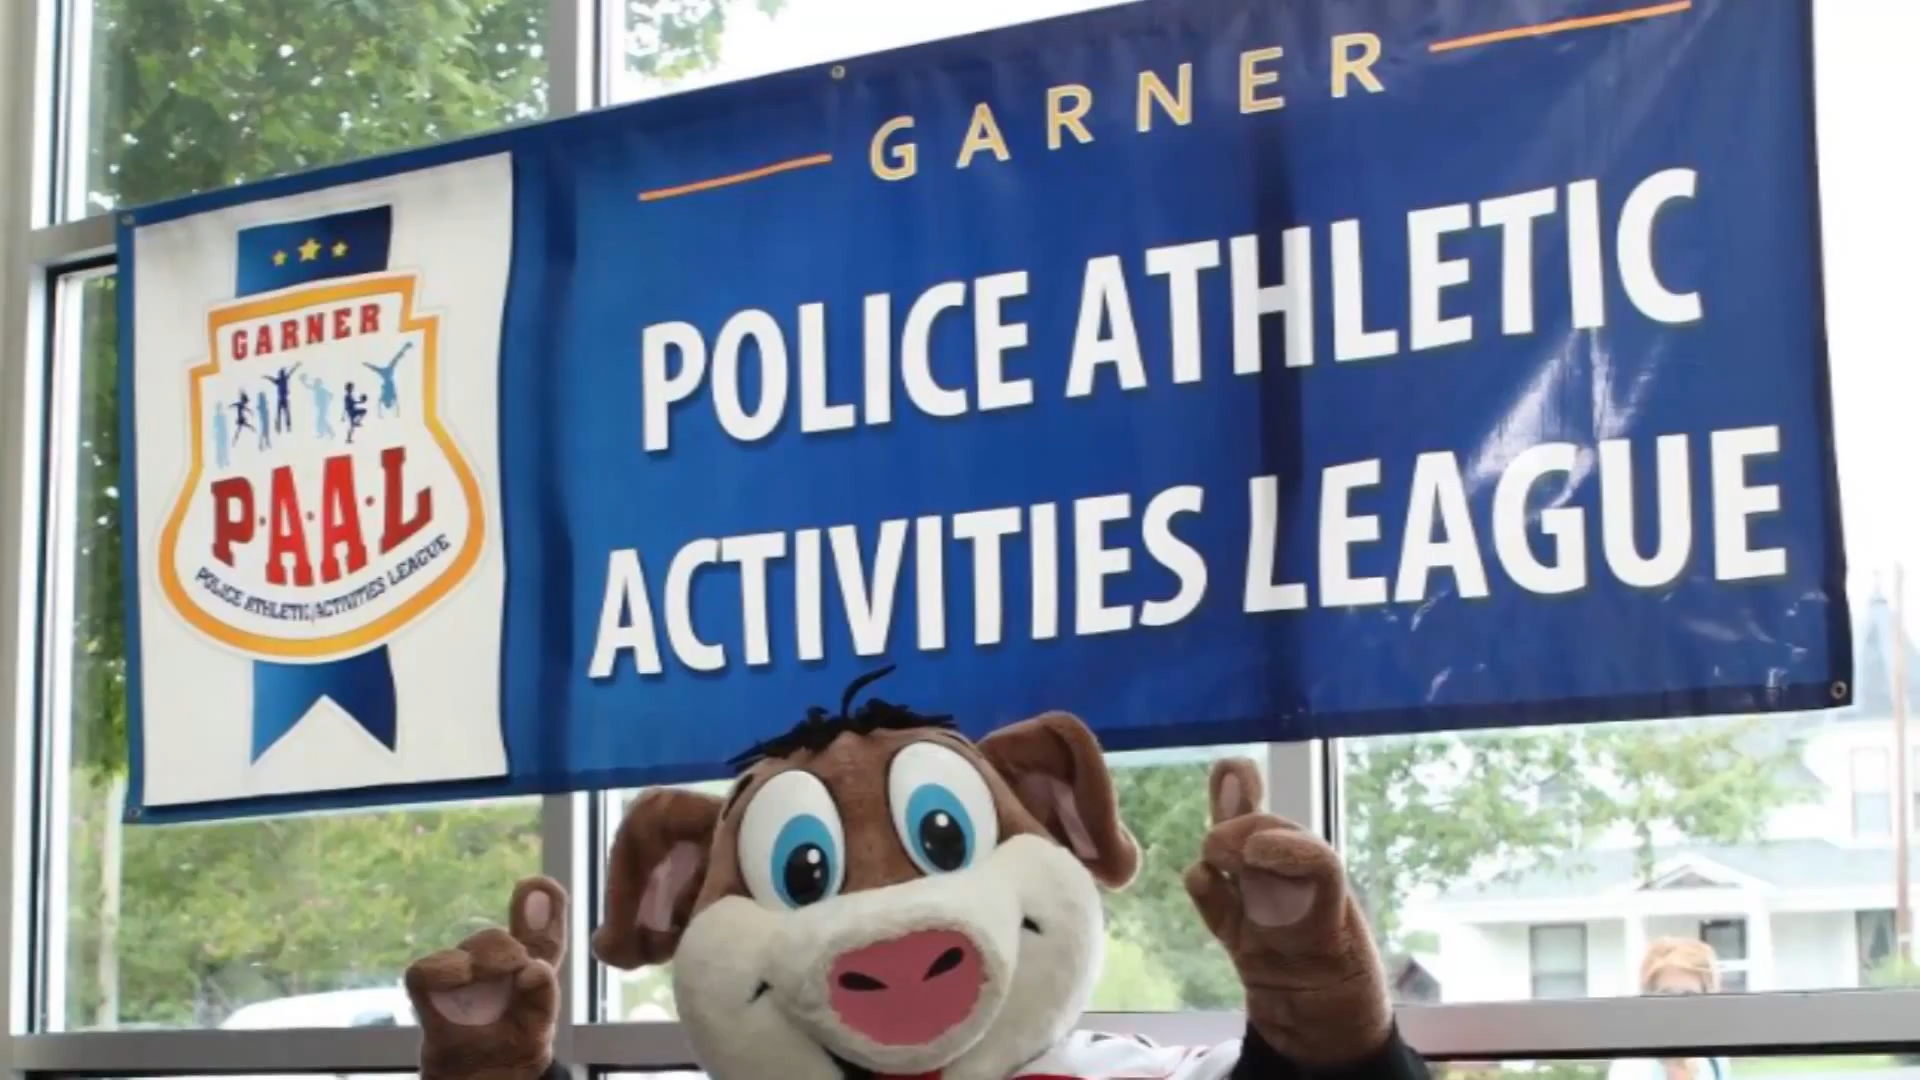 GARNER
POLICE ATHLETIC
ACTIVITIES LEAGUE
GARNER
P·A·A·L
POLICE ATHLETIC/ACTIVITIES LEAGUE